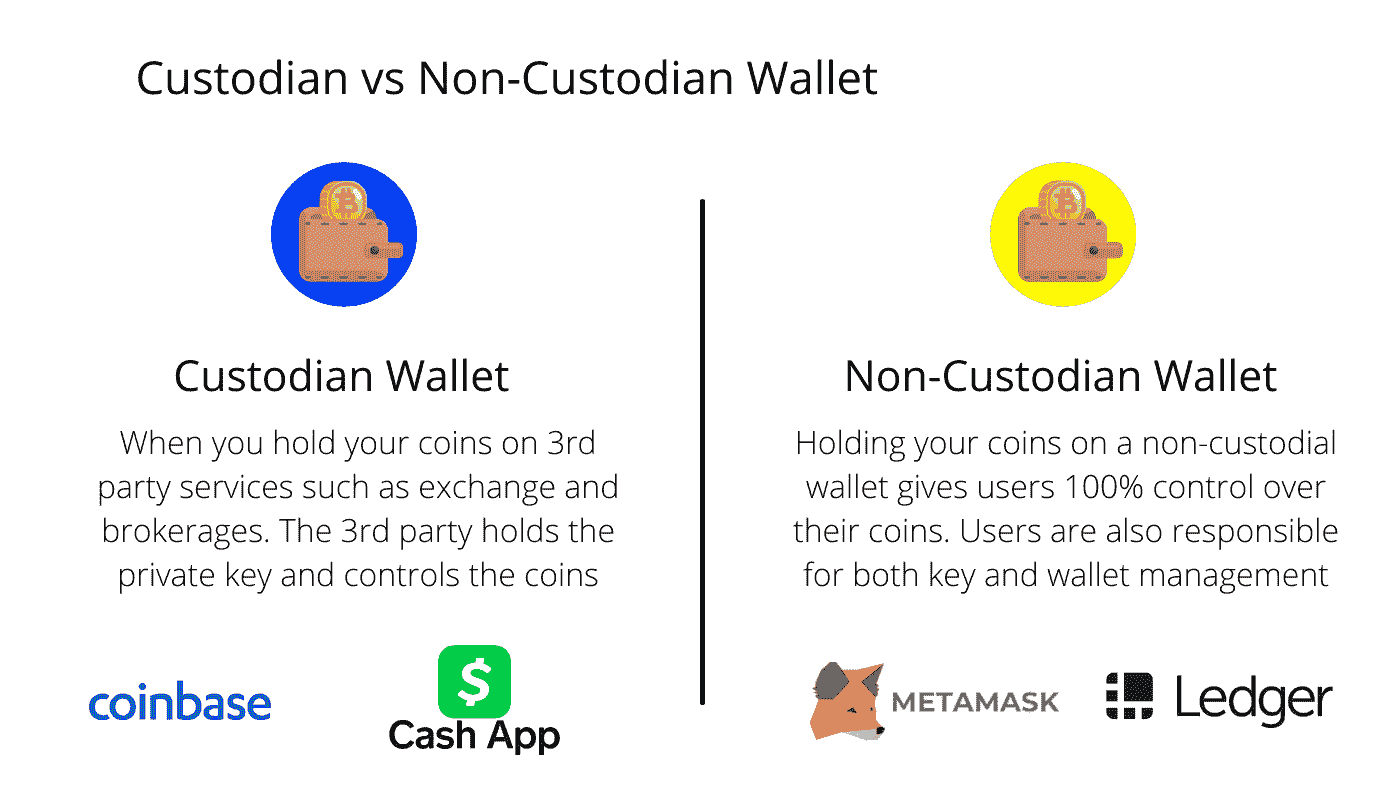 Custodian vs Non-Custodian Wallet
Custodian Wallet
When you hold your coins on 3rd
party services such as exchange and
brokerages. The 3rd party holds the
private key and controls the coins
coinbase
$
Cash App
Non-Custodian Wallet
Holding your coins on a non-custodial
wallet gives users 100% control over
their coins. Users are also responsible
for both key and wallet management
METAMASK
Ledger